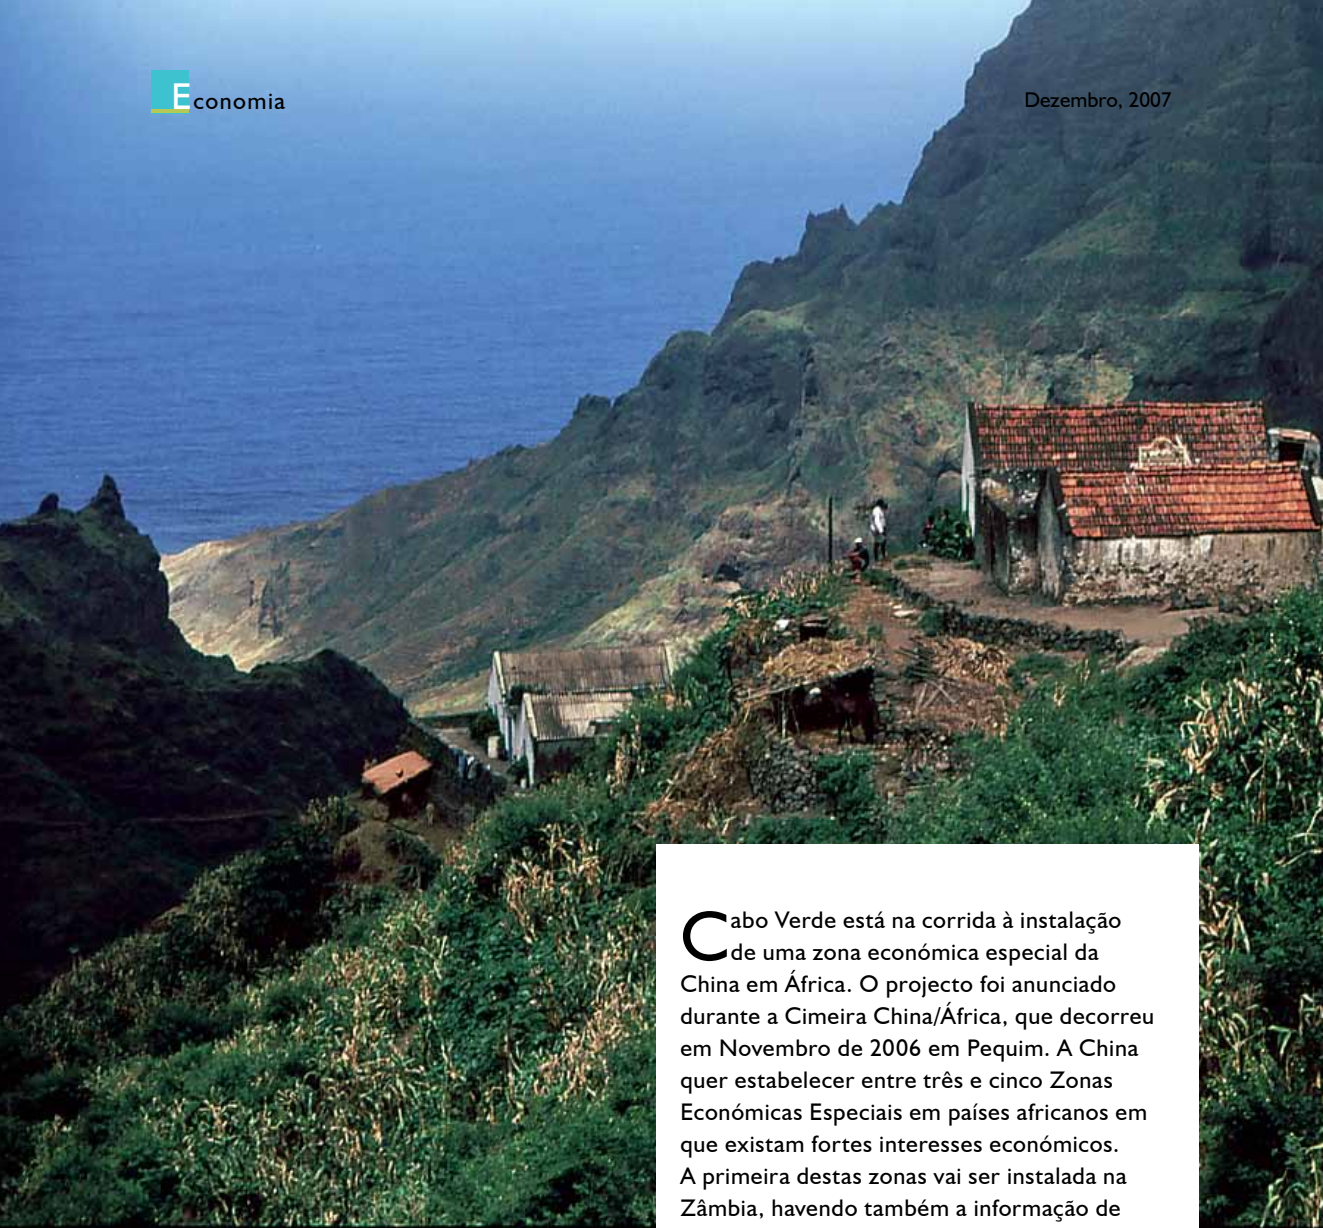 Economia
Dezembro, 2007
Cabo Verde está na corrida à instalação
de uma zona económica especial da
China em África. O projecto foi anunciado
durante a Cimeira China/África, que decorreu
em Novembro de 2006 em Pequim. A China
quer estabelecer entre três e cinco Zonas
Económicas Especiais em países africanos em
que existam fortes interesses económicos.
A primeira destas zonas vai ser instalada na
Zâmbia, havendo também a informação de